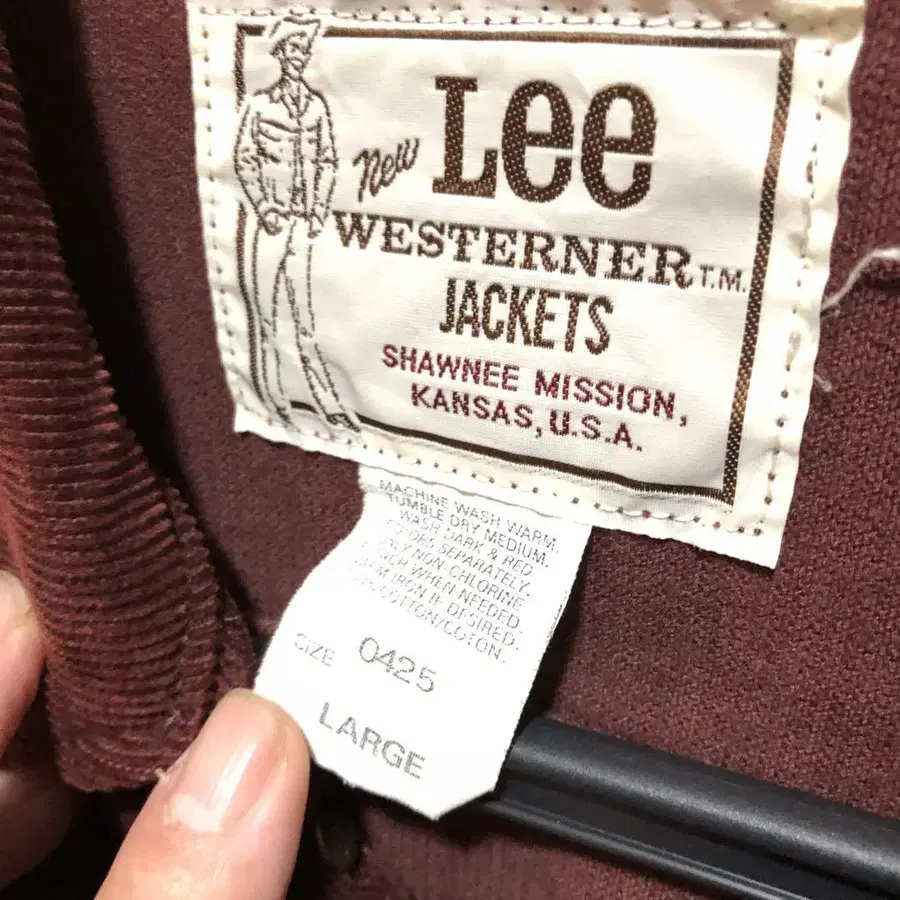 New Lee
WESTERNER T.M.
JACKETS
SHAWNEE MISSION,
KANSAS, U.S.A.
MACHINE WASH WARM.
TUMBLE DRY MEDIUM.
WASH DARK & RED
SEPARATELY.
NON-CHLORINE
WHEN NEEDED.
IRON IF DESIRED.
COTTON/COTON.
SIZE 0425
LARGE